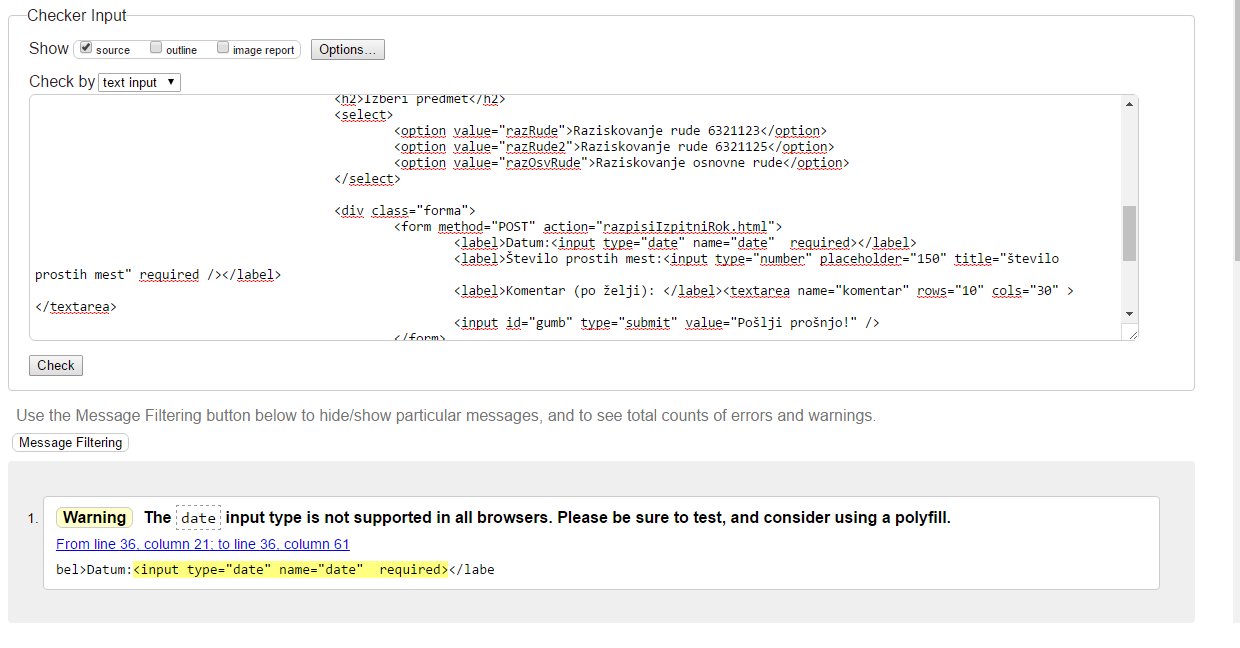 Checker Input
Show source outline image report Options...
Check by text input
<h2>Izberi predmet</h2>
<select>
<option value="razRude">Raziskovanje rude 6321123</option>
<option value="razRude2">Raziskovanje rude 6321125</option>
<option value="razOsvRude">Raziskovanje osnovne rude</option>
</select>
<div class="forma">
<form method="POST" action="razpisiIzpitniRok.html">
<label>Datum:<input type="date" name="date"  required></label>
<label>Število prostih mest:<input type="number" placeholder="150" title="število
prostih mest" required /></label>
<label>Komentar (po želji): </label><textarea name="komentar" rows="10" cols="30" >
</textarea>
<input id="gumb" type="submit" value="Pošlji prošnjo!" />
</form>
Check
Use the Message Filtering button below to hide/show particular messages, and to see total counts of errors and warnings.
Message Filtering
1. Warning The date input type is not supported in all browsers. Please be sure to test, and consider using a polyfill.
From line 36, column 21; to line 36, column 61
bel>Datum:<input type="date" name="date"  required></labe